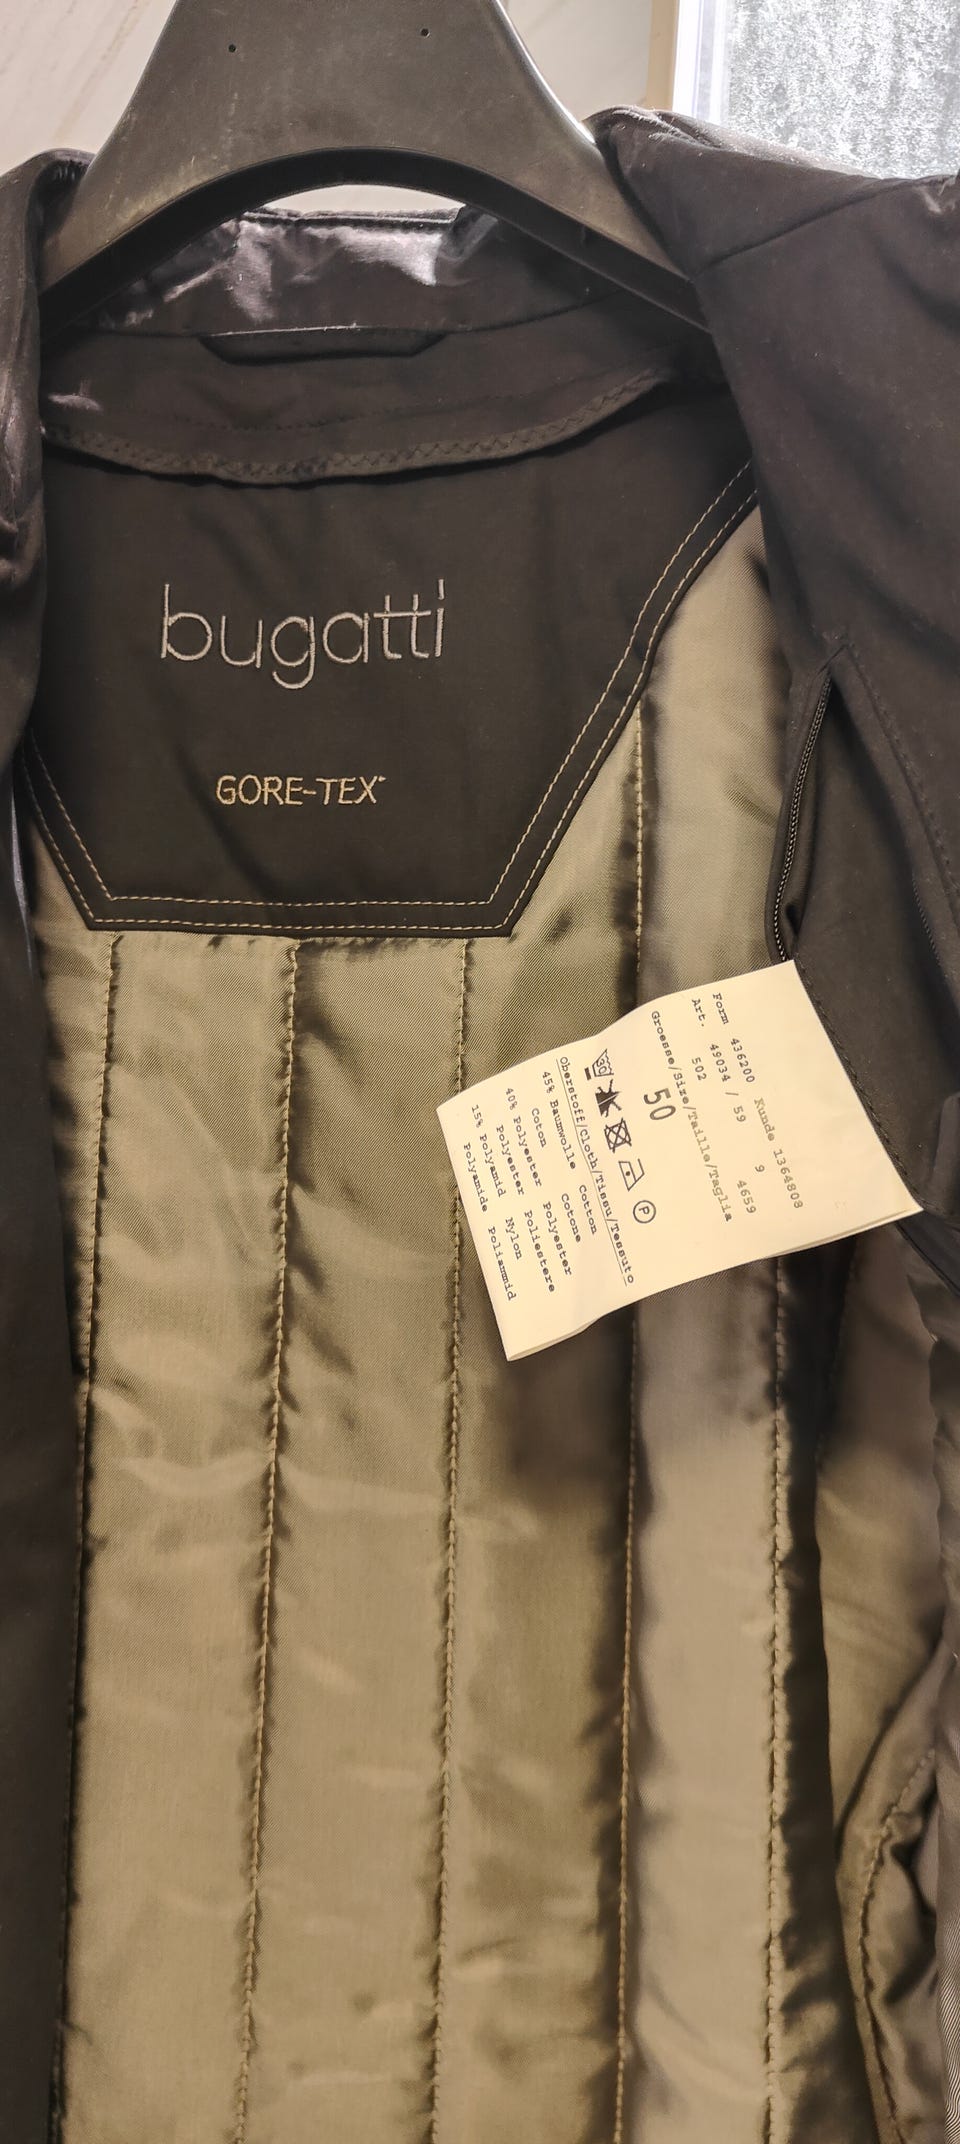 bugatti
GORE-TEX
Form 436200 Kunde 1364808
Art. 49034 / 59 9
502 4659
Groesse/Size/Taille/Taglia
50
30 P
Oberstoff/Cloth/Tissu/Tessuto
45% Baumwolle Cotton
Coton Cotone
40% Polyester Polyester
Polyester Poliestere
15% Polyamid Nylon
Polyamide Poliammid